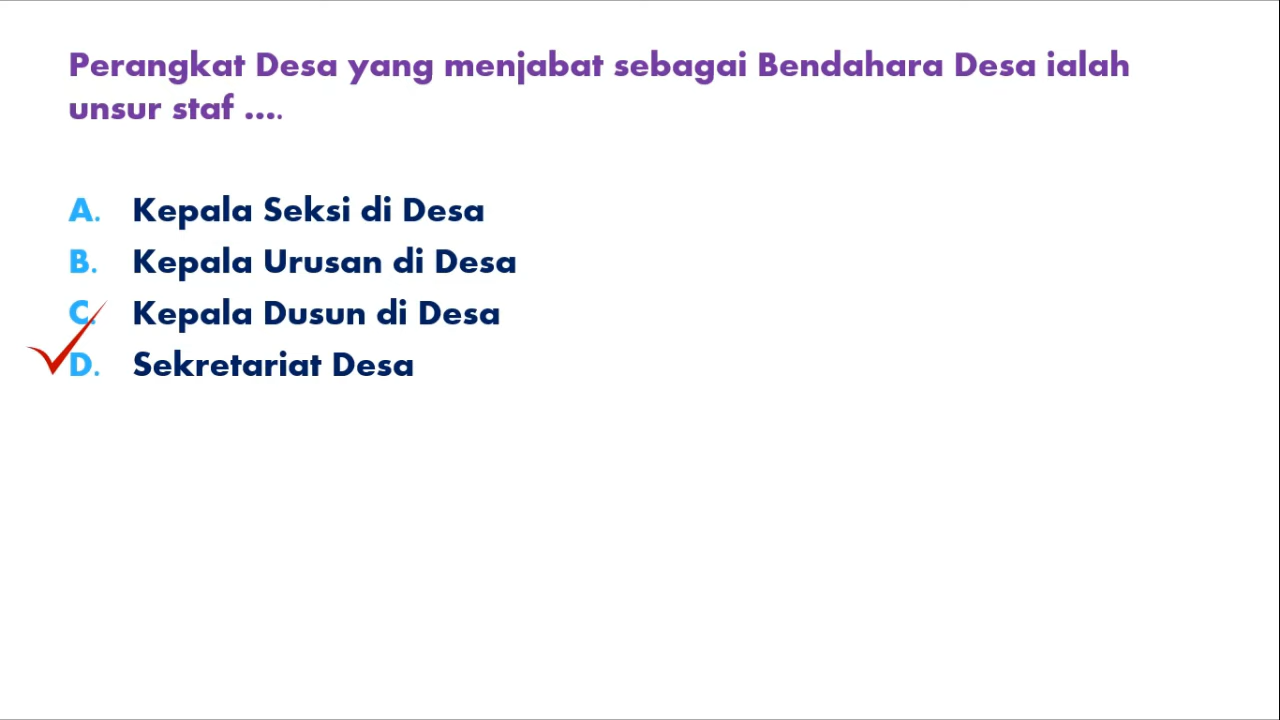 Perangkat Desa yang menjabat sebagai Bendahara Desa ialah
unsur staf ....
A. Kepala Seksi di Desa
B. Kepala Urusan di Desa
C. Kepala Dusun di Desa
D. Sekretariat Desa